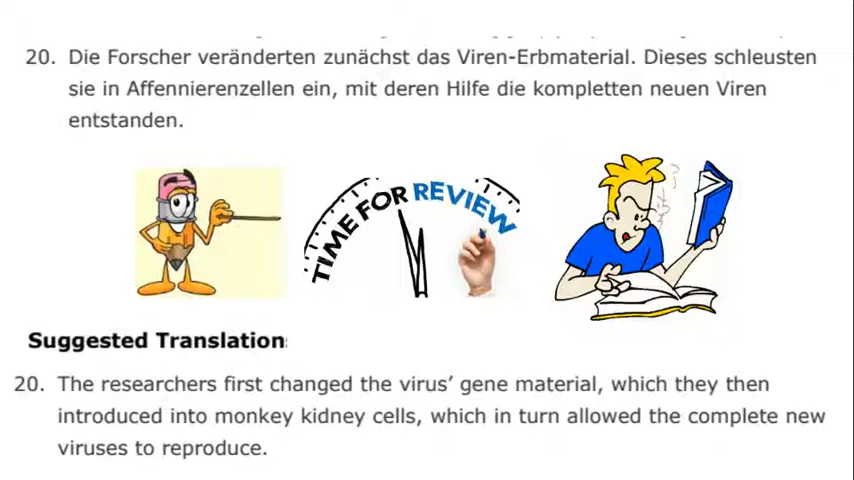 20. Die Forscher veränderten zunächst das Viren-Erbmaterial. Dieses schleusten
sie in Affennierenzellen ein, mit deren Hilfe die kompletten neuen Viren
entstanden.
TIME FOR REVIEW
Suggested Translation
20. The researchers first changed the virus’ gene material, which they then
introduced into monkey kidney cells, which in turn allowed the complete new
viruses to reproduce.